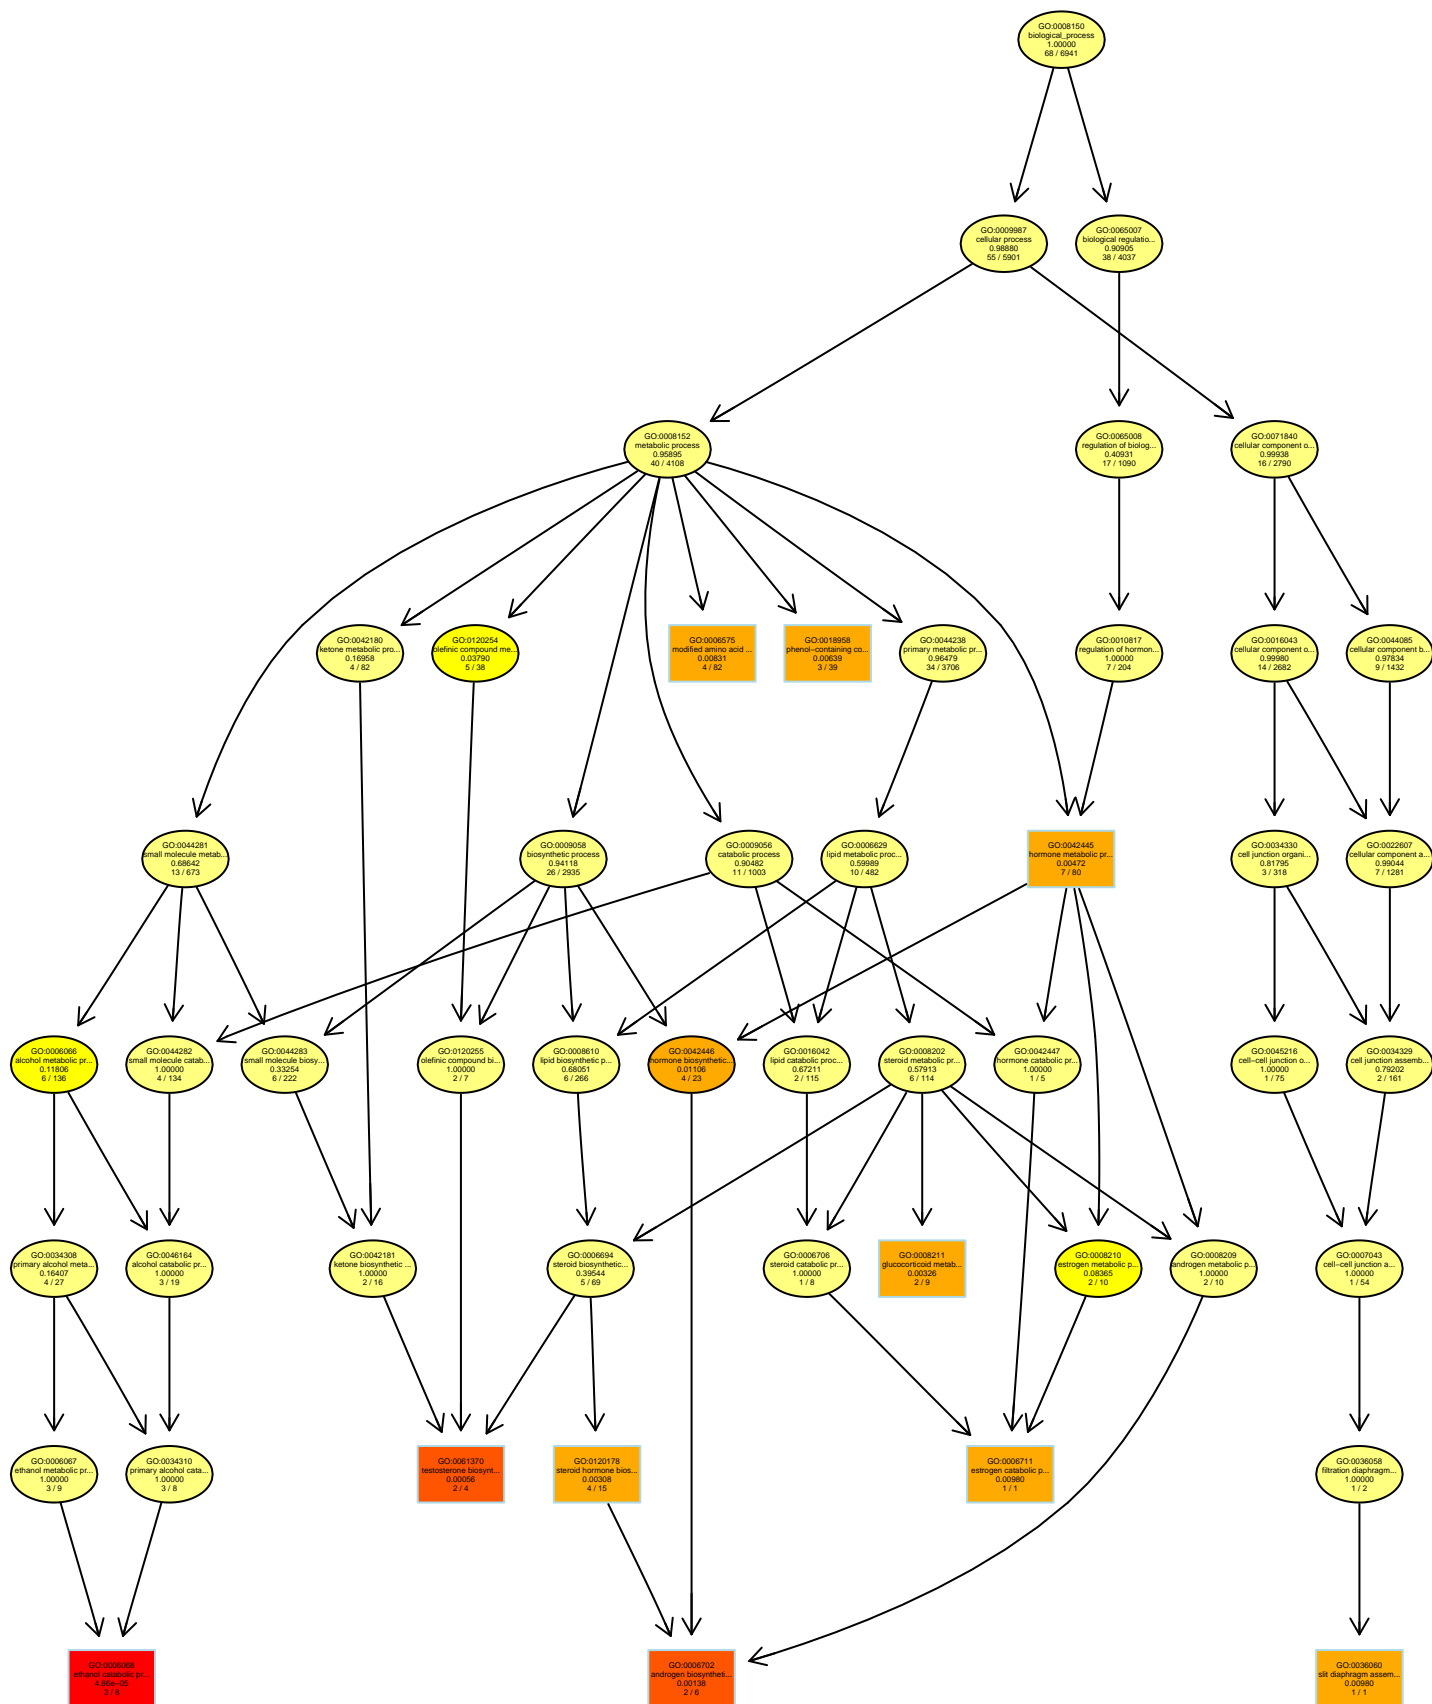 GO:0008150
biological_process
1.00000
68 / 6941
GO:0009987
cellular process
0.98880
55 / 5901
GO:0065007
biological regulatio...
0.90905
38 / 4037
GO:0008152
metabolic process
0.95895
40 / 4108
GO:0065008
regulation of biolog...
0.40931
17 / 1090
GO:0071840
cellular component o...
0.99938
16 / 2790
GO:0042180
ketone metabolic pro...
0.16958
4 / 82
GO:0120254
olefinic compound me...
0.03790
5 / 38
GO:0006575
modified amino acid ...
0.00831
4 / 82
GO:0018958
phenol−containing co...
0.00639
3 / 39
GO:0044238
primary metabolic pr...
0.96479
34 / 3706
GO:0010817
regulation of hormon...
1.00000
7 / 204
GO:0016043
cellular component o...
0.99980
14 / 2682
GO:0044085
cellular component b...
0.97834
9 / 1432
GO:0044281
small molecule metab...
0.68642
13 / 673
GO:0009058
biosynthetic process
0.94118
26 / 2935
GO:0009056
catabolic process
0.90482
11 / 1003
GO:0006629
lipid metabolic proc...
0.59989
10 / 482
GO:0042445
hormone metabolic pr...
0.00472
7 / 80
GO:0034330
cell junction organi...
0.81795
3 / 318
GO:0022607
cellular component a...
0.99044
7 / 1281
GO:0006066
alcohol metabolic pr...
0.11806
6 / 136
GO:0044282
small molecule catab...
1.00000
4 / 134
GO:0044283
small molecule biosy...
0.33254
6 / 222
GO:0120255
olefinic compound bi...
1.00000
2 / 7
GO:0008610
lipid biosynthetic p...
0.68051
6 / 266
GO:0042446
hormone biosynthetic...
0.01106
4 / 23
GO:0016042
lipid catabolic proc...
0.67211
2 / 115
GO:0008202
steroid metabolic pr...
0.57913
6 / 114
GO:0042447
hormone catabolic pr...
1.00000
1 / 5
GO:0045216
cell−cell junction o...
1.00000
1 / 75
GO:0034329
cell junction assemb...
0.79202
2 / 161
GO:0034308
primary alcohol meta...
0.16407
4 / 27
GO:0046164
alcohol catabolic pr...
1.00000
3 / 19
GO:0042181
ketone biosynthetic ...
1.00000
2 / 16
GO:0006694
steroid biosynthetic...
0.39544
5 / 69
GO:0006706
steroid catabolic pr...
1.00000
1 / 8
GO:0008211
glucocorticoid metab...
0.00326
2 / 9
GO:0008210
estrogen metabolic p...
0.08365
2 / 10
GO:0008209
androgen metabolic p...
1.00000
2 / 10
GO:0007043
cell−cell junction a...
1.00000
1 / 54
GO:0006067
ethanol metabolic pr...
1.00000
3 / 9
GO:0034310
primary alcohol cata...
1.00000
3 / 8
GO:0061370
testosterone biosynt...
0.00056
2 / 4
GO:0120178
steroid hormone bios...
0.00308
4 / 15
GO:0006711
estrogen catabolic p...
0.00980
1 / 1
GO:0036058
filtration diaphragm...
1.00000
1 / 2
GO:0006068
ethanol catabolic pr...
4.86e−05
3 / 8
GO:0006702
androgen biosyntheti...
0.00138
2 / 6
GO:0036060
slit diaphragm assem...
0.00980
1 / 1